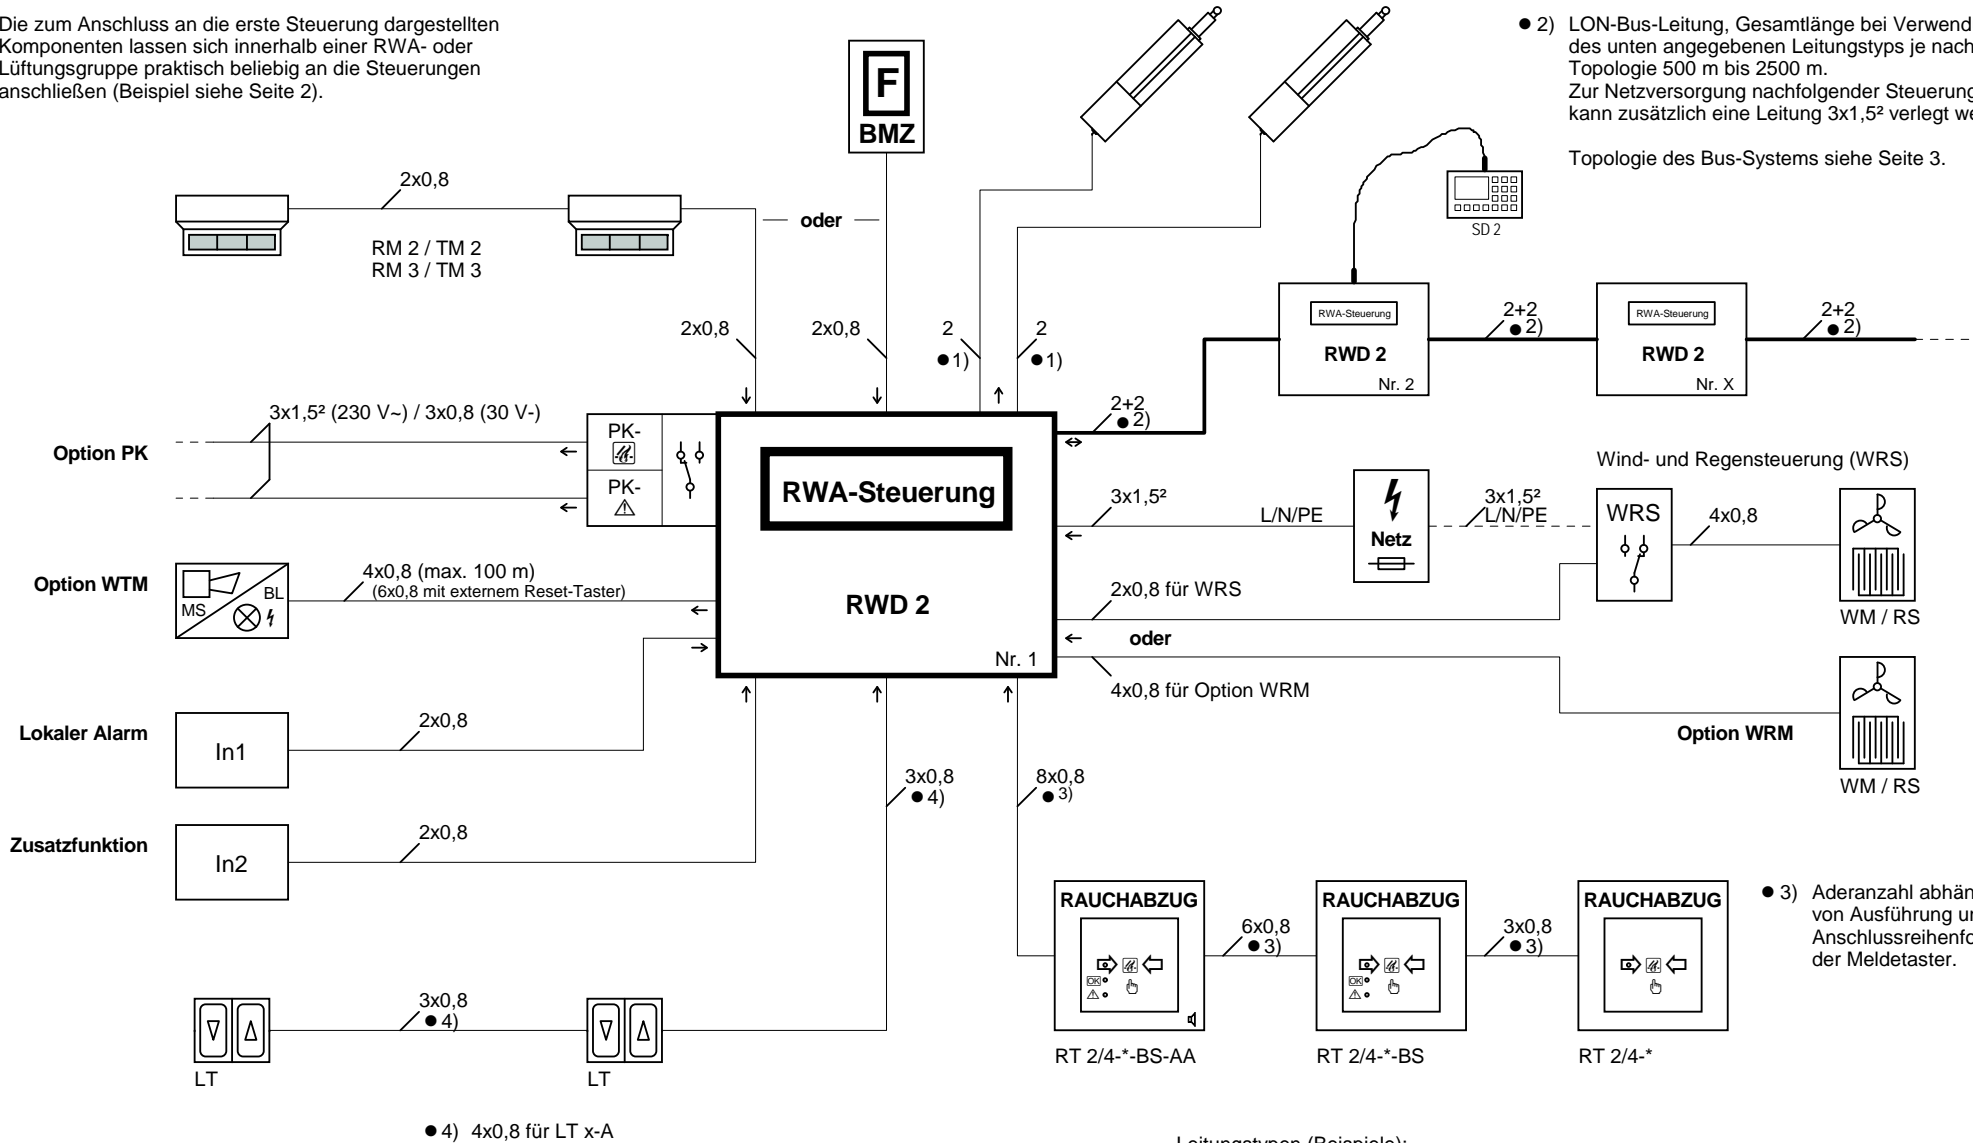 Die zum Anschluss an die erste Steuerung dargestellten
Komponenten lassen sich innerhalb einer RWA- oder
Lüftungsgruppe praktisch beliebig an die Steuerungen
anschließen (Beispiel siehe Seite 2).
F
BMZ
● 2) LON-Bus-Leitung, Gesamtlänge bei Verwend
des unten angegebenen Leitungstyps je nach
Topologie 500 m bis 2500 m.
Zur Netzversorgung nachfolgender Steuerung
kann zusätzlich eine Leitung 3x1,5² verlegt we
Topologie des Bus-Systems siehe Seite 3.
2x0,8
oder
SD 2
RM 2 / TM 2
RM 3 / TM 3
2x0,8
2x0,8
2
● 1)
2
● 1)
RWA-Steuerung
RWD 2
Nr. 2
2+2
● 2)
RWA-Steuerung
RWD 2
Nr. X
2+2
● 2)
Option PK
3x1,5² (230 V~) / 3x0,8 (30 V-)
PK-
PK-
2+2
● 2)
RWA-Steuerung
RWD 2
Nr. 1
3x1,5²
L/N/PE
Netz
3x1,5²
L/N/PE
Wind- und Regensteuerung (WRS)
WRS
4x0,8
WM / RS
Option WTM
MS
BL
4x0,8 (max. 100 m)
(6x0,8 mit externem Reset-Taster)
2x0,8 für WRS
oder
4x0,8 für Option WRM
Option WRM
WM / RS
Lokaler Alarm
In1
2x0,8
Zusatzfunktion
In2
2x0,8
3x0,8
● 4)
8x0,8
● 3)
RAUCHABZUG
OK
RT 2/4-*-BS-AA
6x0,8
● 3)
RAUCHABZUG
OK
RT 2/4-*-BS
3x0,8
● 3)
RAUCHABZUG
RT 2/4-*
● 3) Aderanzahl abhän
von Ausführung u
Anschlussreihenfo
der Meldetaster.
LT
3x0,8
● 4)
LT
● 4) 4x0,8 für LT x-A
Leitungstypen (Beispiele):